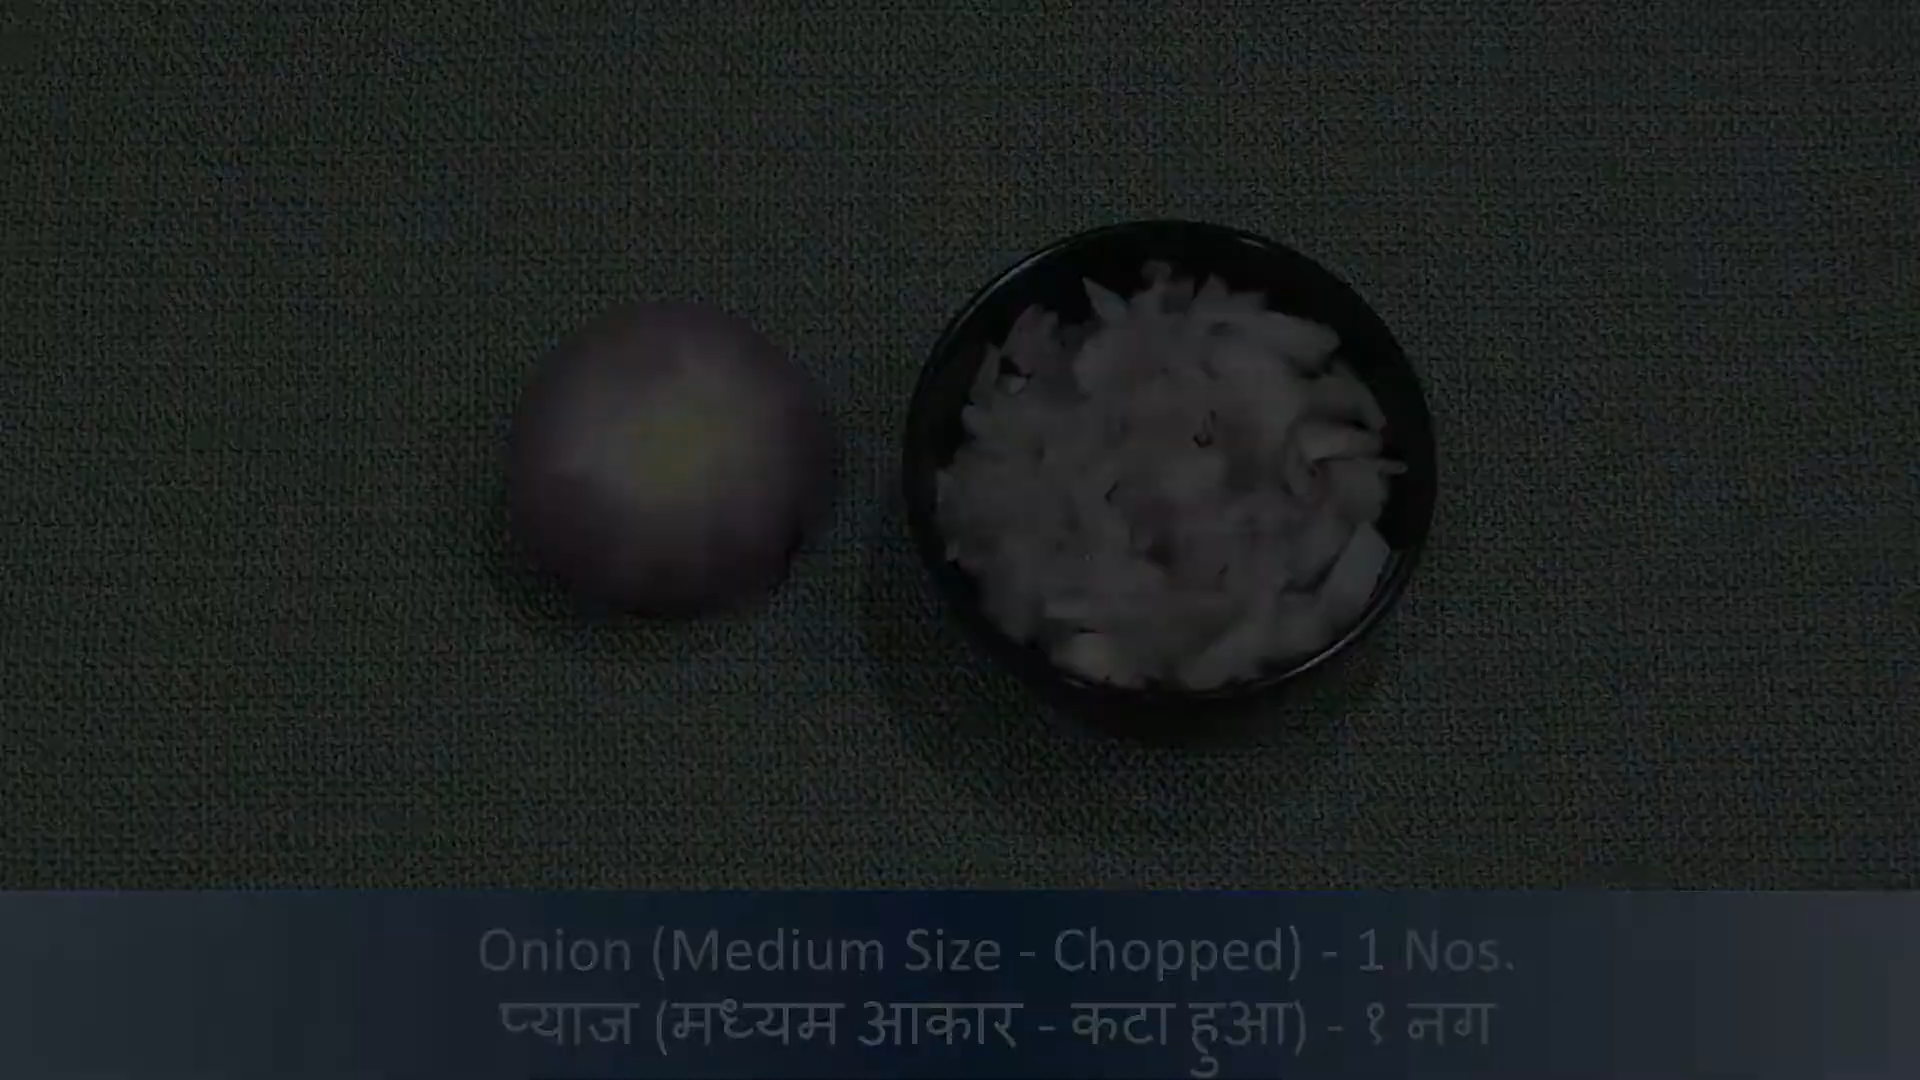 Onion (Medium Size - Chopped) - 1 Nos.
प्याज (मध्यम आकार - कटा हुआ) - १ नग